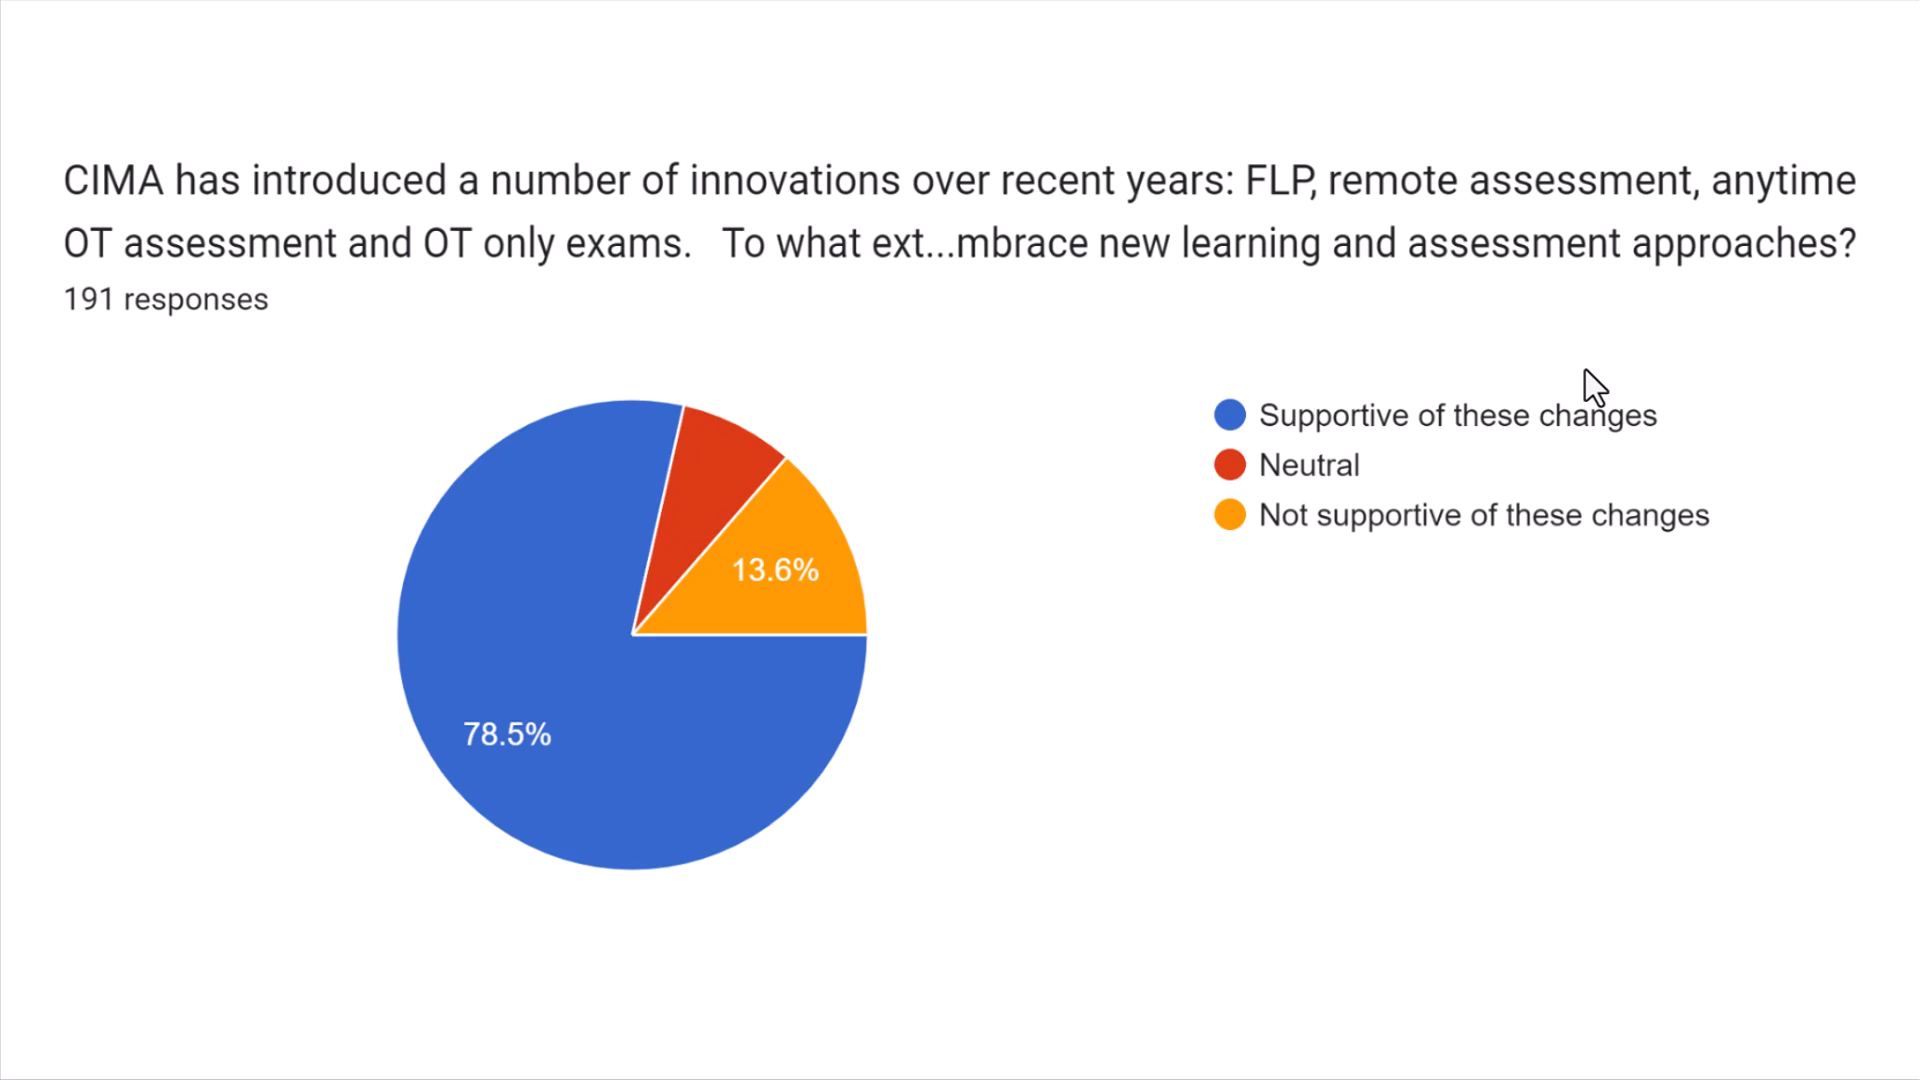 CIMA has introduced a number of innovations over recent years: FLP, remote assessment, anytime
OT assessment and OT only exams.   To what ext...mbrace new learning and assessment approaches?
191 responses
Supportive of these changes
Neutral
Not supportive of these changes
13.6%
78.5%